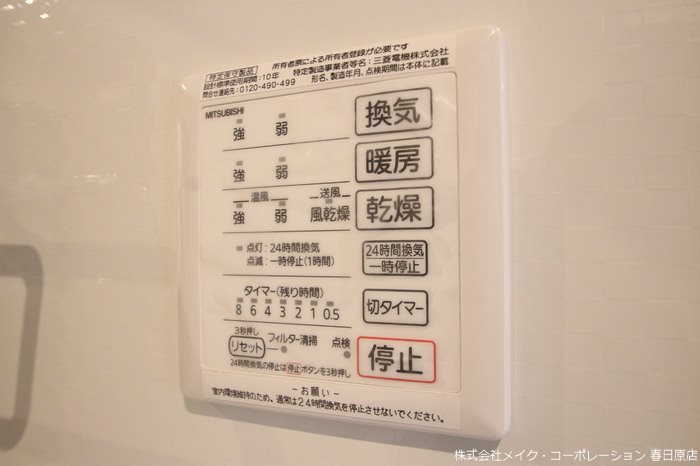 所有者票による所有者登録が必要です
特定保守製品 特定製造事業者等名：三菱電機株式会社
設計標準使用期間：10年 形名、製造年月、点検期間は本体に記載
問合せ連絡先：0120-490-499
MITSUBISHI
強 弱 換気
強 弱 暖房
温風 送風
強 弱 風乾燥 乾燥
点灯：24時間換気
点滅：一時停止(1時間)
24時間換気
一時停止
タイマー(残り時間)
8 6 4 3 2 1 0.5
切タイマー
3秒押し
リセット フィルター清掃 点検
停止
24時間換気の停止は停止ボタンを3秒押し
－お願い－
室内環境維持のため、通常は24時間換気を停止させないでください。
株式会社メイク・コーポレーション 春日原店